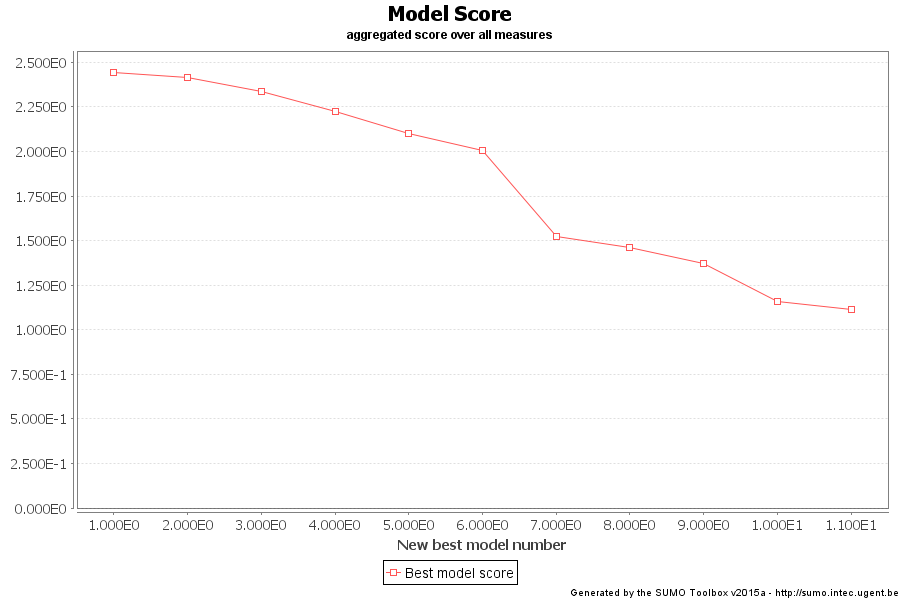 Model Score
aggregated score over all measures
2.500E0
2.250E0
2.000E0
1.750E0
1.500E0
1.250E0
1.000E0
7.500E-1
5.000E-1
2.500E-1
0.000E0
1.000E0 2.000E0 3.000E0 4.000E0 5.000E0 6.000E0 7.000E0 8.000E0 9.000E0 1.000E1 1.100E1
New best model number
Best model score
Generated by the SUMO Toolbox v2015a - http://sumo.intec.ugent.be